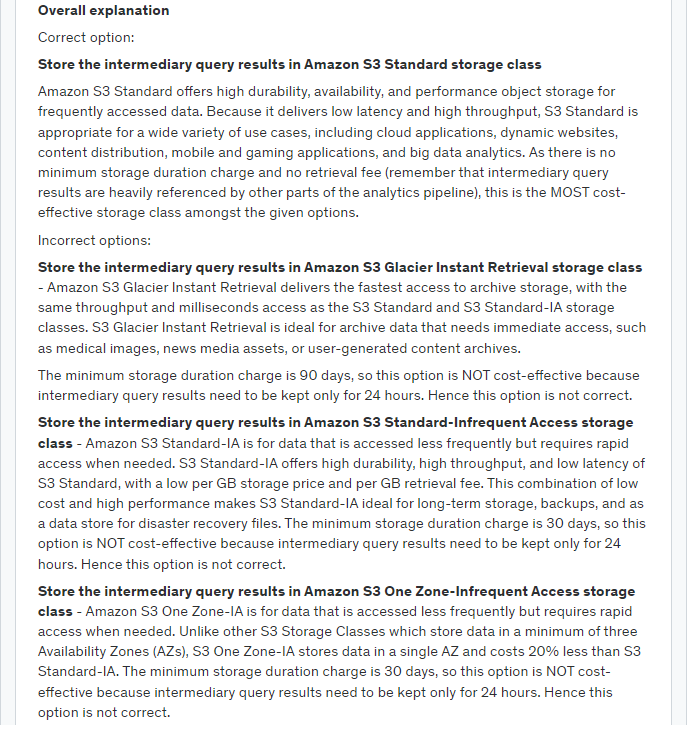 Overall explanation
Correct option:
Store the intermediary query results in Amazon S3 Standard storage class
Amazon S3 Standard offers high durability, availability, and performance object storage for
frequently accessed data. Because it delivers low latency and high throughput, S3 Standard is
appropriate for a wide variety of use cases, including cloud applications, dynamic websites,
content distribution, mobile and gaming applications, and big data analytics. As there is no
minimum storage duration charge and no retrieval fee (remember that intermediary query
results are heavily referenced by other parts of the analytics pipeline), this is the MOST cost-
effective storage class amongst the given options.
Incorrect options:
Store the intermediary query results in Amazon S3 Glacier Instant Retrieval storage class
- Amazon S3 Glacier Instant Retrieval delivers the fastest access to archive storage, with the
same throughput and milliseconds access as the S3 Standard and S3 Standard-IA storage
classes. S3 Glacier Instant Retrieval is ideal for archive data that needs immediate access, such
as medical images, news media assets, or user-generated content archives.
The minimum storage duration charge is 90 days, so this option is NOT cost-effective because
intermediary query results need to be kept only for 24 hours. Hence this option is not correct.
Store the intermediary query results in Amazon S3 Standard-Infrequent Access storage
class - Amazon S3 Standard-IA is for data that is accessed less frequently but requires rapid
access when needed. S3 Standard-IA offers high durability, high throughput, and low latency of
S3 Standard, with a low per GB storage price and per GB retrieval fee. This combination of low
cost and high performance makes S3 Standard-IA ideal for long-term storage, backups, and as
a data store for disaster recovery files. The minimum storage duration charge is 30 days, so this
option is NOT cost-effective because intermediary query results need to be kept only for 24
hours. Hence this option is not correct.
Store the intermediary query results in Amazon S3 One Zone-Infrequent Access storage
class - Amazon S3 One Zone-IA is for data that is accessed less frequently but requires rapid
access when needed. Unlike other S3 Storage Classes which store data in a minimum of three
Availability Zones (AZs), S3 One Zone-IA stores data in a single AZ and costs 20% less than S3
Standard-IA. The minimum storage duration charge is 30 days, so this option is NOT cost-
effective because intermediary query results need to be kept only for 24 hours. Hence this
option is not correct.